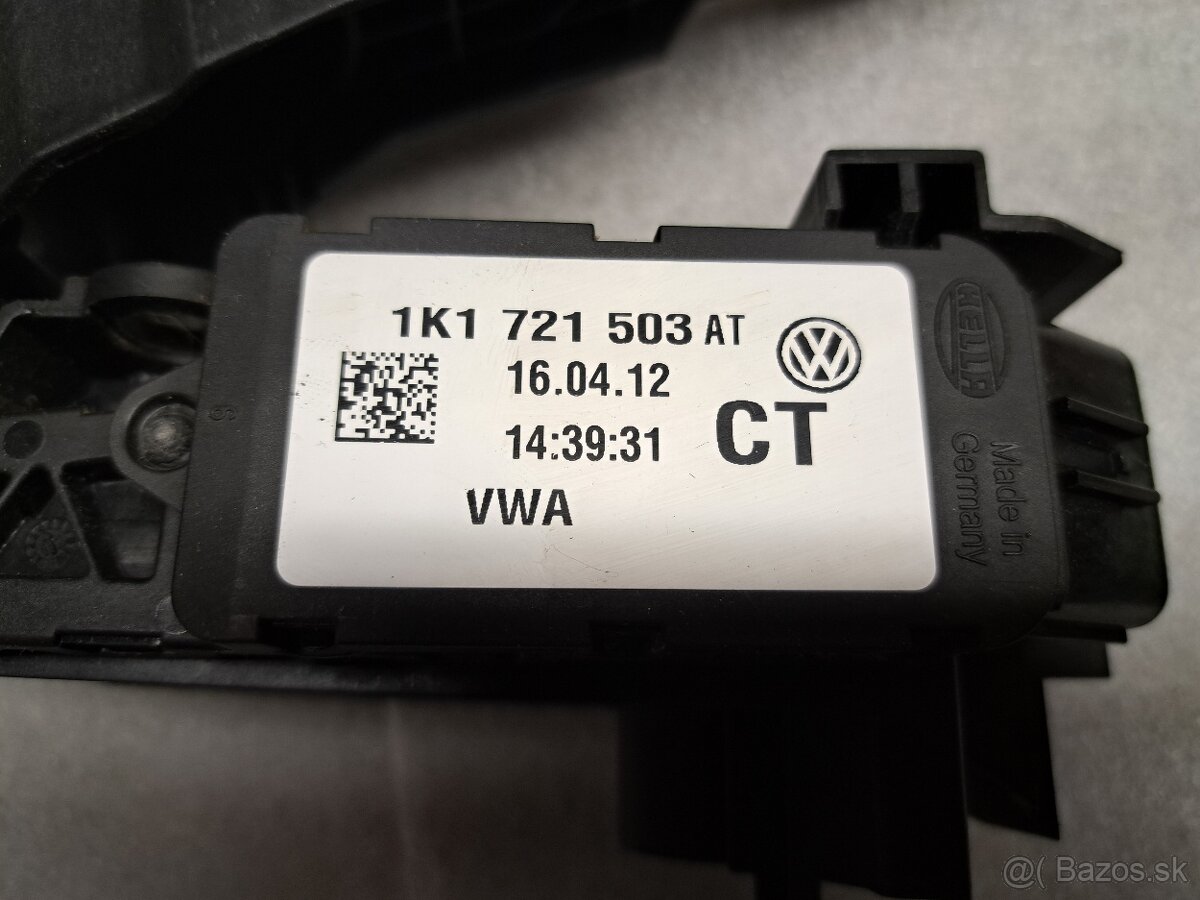 1K1 721 503 AT
16.04.12
14:39:31
CT
VWA
HELLA
Made in
Germany
@( Bazos.sk